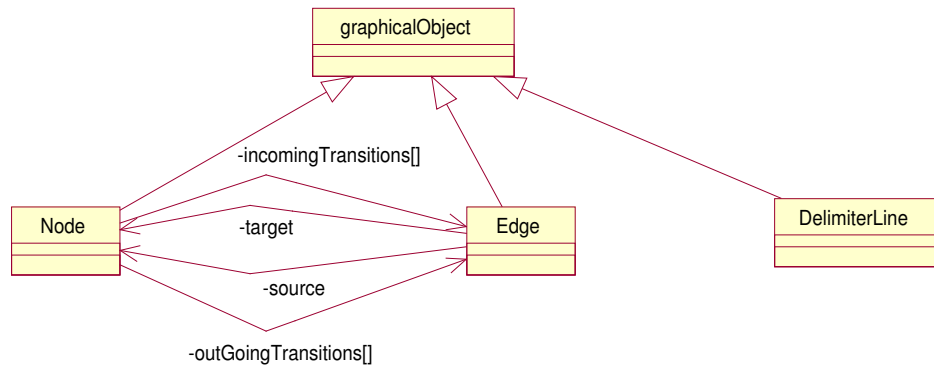 graphicalObject
-incomingTransitions[]
Node
-target
Edge
DelimiterLine
-source
-outGoingTransitions[]